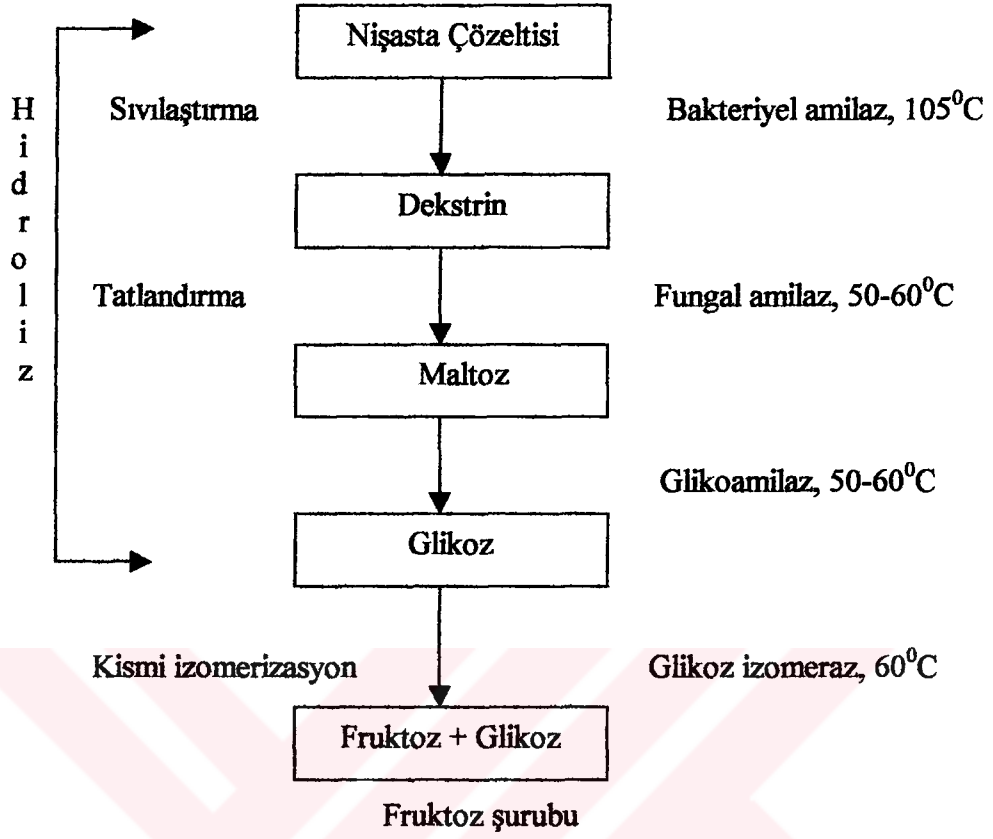 Nişasta Çözeltisi
Hidroliz
Sıvılaştırma
Bakteriyel amilaz, 105⁰C
Dekstrin
Tatlandırma
Fungal amilaz, 50-60⁰C
Maltoz
Glikoamilaz, 50-60⁰C
Glikoz
Kismi izomerizasyon
Glikoz izomeraz, 60⁰C
Fruktoz + Glikoz
Fruktoz şurubu